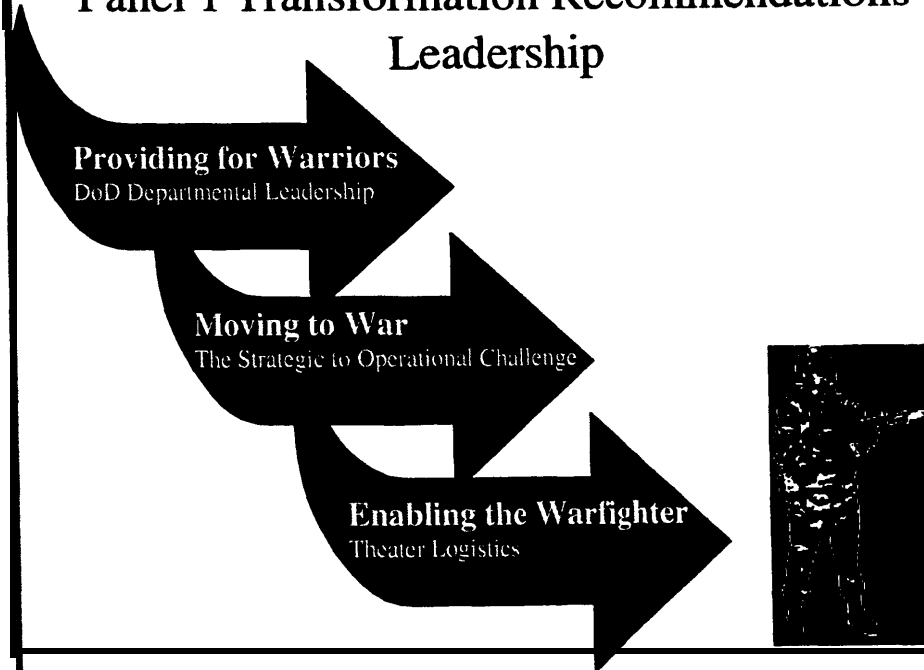 Panel 1 Transformation Recommendations
Leadership
Providing for Warriors
DoD Departmental Leadership
Moving to War
The Strategic to Operational Challenge
Enabling the Warfighter
Theater Logistics